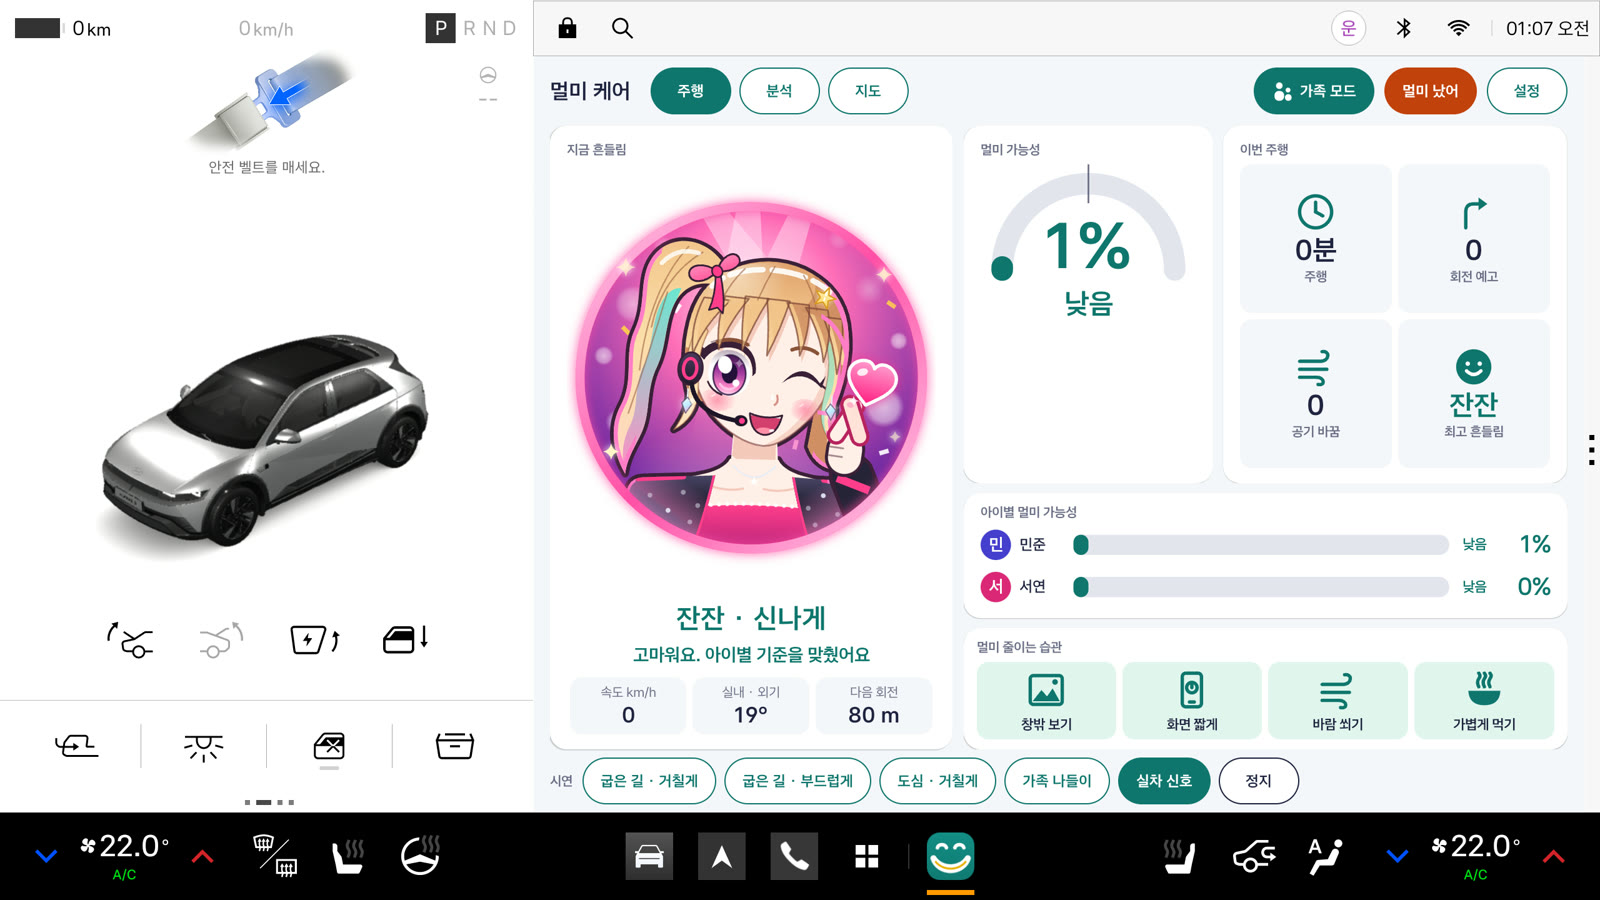 0 km
0 km/h
P R N D
안전 벨트를 매세요.
--
운
01:07 오전
멀미 케어
주행
분석
지도
가족 모드
멀미 났어
설정
지금 흔들림
잔잔 · 신나게
고마워요. 아이별 기준을 맞췄어요
속도 km/h
0
실내 · 외기
19°
다음 회전
80 m
멀미 가능성
1%
낮음
이번 주행
0분
주행
0
회전 예고
0
공기 바꿈
잔잔
최고 흔들림
아이별 멀미 가능성
민 민준 낮음 1%
서 서연 낮음 0%
멀미 줄이는 습관
창밖 보기
화면 짧게
바람 쐬기
가볍게 먹기
시연
굽은 길 · 거칠게
굽은 길 · 부드럽게
도심 · 거칠게
가족 나들이
실차 신호
정지
22.0°
A/C
A
22.0°
A/C